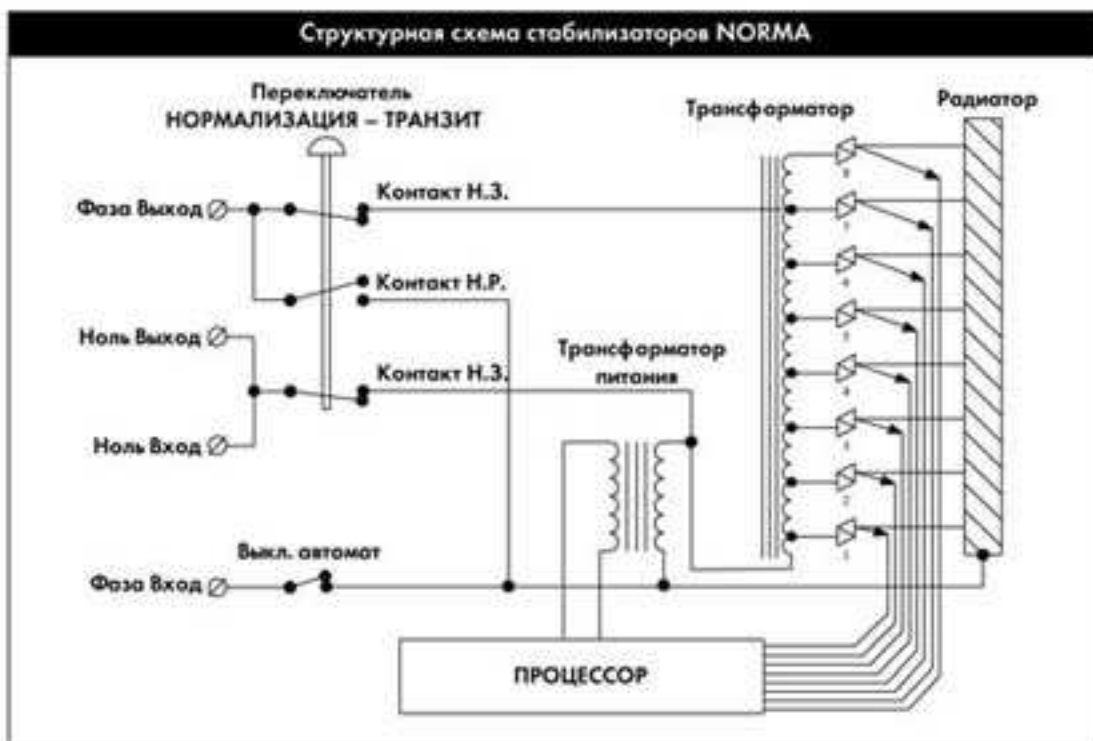 Структурная схема стабилизаторов NORMA
Переключатель
НОРМАЛИЗАЦИЯ – ТРАНЗИТ
Трансформатор
Радиатор
Фаза Выход
Контакт Н.З.
Контакт Н.Р.
Ноль Выход
Трансформатор
питания
Контакт Н.З.
Ноль Вход
2
Выкл. автомат
Фаза Вход
ПРОЦЕССОР